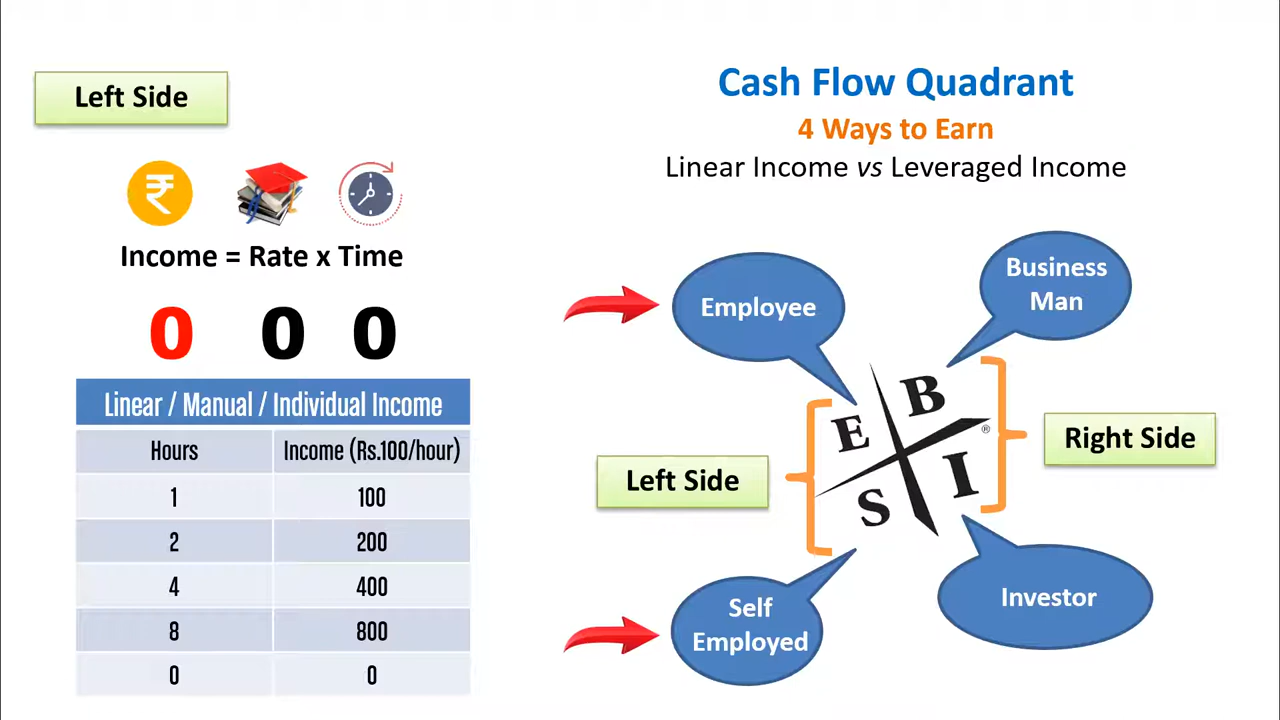 Left Side
₹
Income = Rate x Time
0 0 0
Linear / Manual / Individual Income
Hours Income (Rs.100/hour)
1 100
2 200
4 400
8 800
0 0
Cash Flow Quadrant
4 Ways to Earn
Linear Income vs Leveraged Income
Employee
Business
Man
E B
S I
®
Left Side
Right Side
Self
Employed
Investor